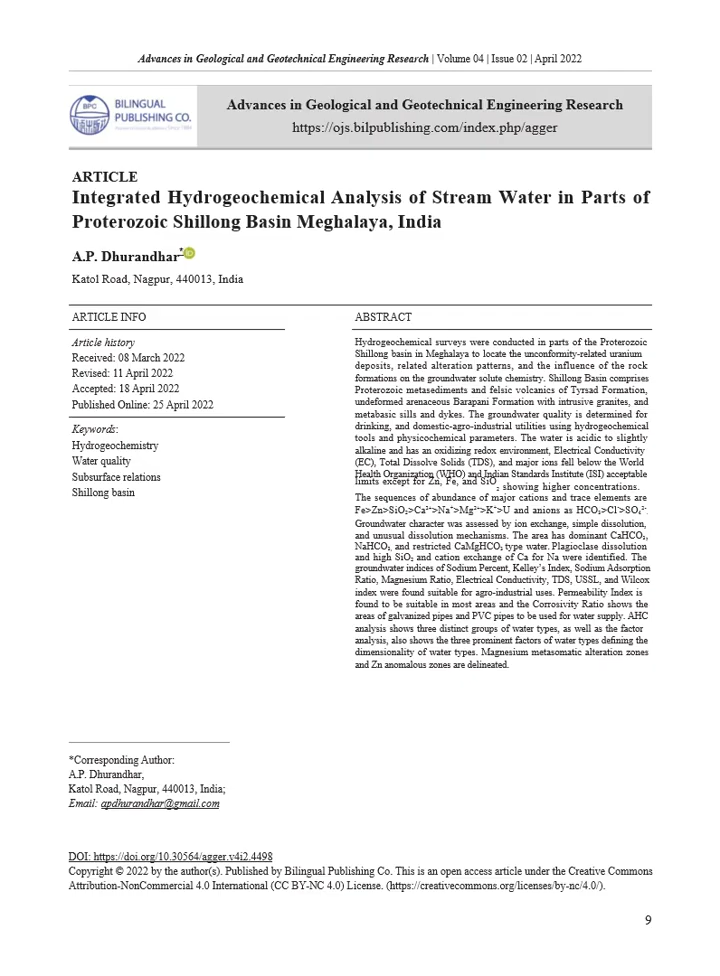 Advances in Geological and Geotechnical Engineering Research | Volume 04 | Issue 02 | April 2022
BPC
BILINGUAL
PUBLISHING CO.
Advances in Geological and Geotechnical Engineering Research
https://ojs.bilpublishing.com/index.php/agger
ARTICLE
Integrated Hydrogeochemical Analysis of Stream Water in Parts of
Proterozoic Shillong Basin Meghalaya, India
A.P. Dhurandhar*
Katol Road, Nagpur, 440013, India
ARTICLE INFO
Article history
Received: 08 March 2022
Revised: 11 April 2022
Accepted: 18 April 2022
Published Online: 25 April 2022
Keywords:
Hydrogeochemistry
Water quality
Subsurface relations
Shillong basin
ABSTRACT
Hydrogeochemical surveys were conducted in parts of the Proterozoic
Shillong basin in Meghalaya to locate the unconformity-related uranium
deposits, related alteration patterns, and the influence of the rock
formations on the groundwater solute chemistry. Shillong Basin comprises
Proterozoic metasediments and felsic volcanics of Tyrsad Formation,
undeformed arenaceous Barapani Formation with intrusive granites, and
metabasic sills and dykes. The groundwater quality is determined for
drinking, and domestic-agro-industrial utilities using hydrogeochemical
tools and physicochemical parameters. The water is acidic to slightly
alkaline and has an oxidizing redox environment, Electrical Conductivity
(EC), Total Dissolve Solids (TDS), and major ions fell below the World
Health Organization (WHO) and Indian Standards Institute (ISI) acceptable
limits except for Zn, Fe, and SiO₂ showing higher concentrations.
The sequences of abundance of major cations and trace elements are
Fe>Zn>SiO₂>Ca²⁺>Na⁺>Mg²⁺>K⁺>U and anions as HCO₃>Cl⁻>SO₄²⁻.
Groundwater character was assessed by ion exchange, simple dissolution,
and unusual dissolution mechanisms. The area has dominant CaHCO₃,
NaHCO₃, and restricted CaMgHCO₃ type water. Plagioclase dissolution
and high SiO₂ and cation exchange of Ca for Na were identified. The
groundwater indices of Sodium Percent, Kelley's Index, Sodium Adsorption
Ratio, Magnesium Ratio, Electrical Conductivity, TDS, USSL, and Wilcox
index were found suitable for agro-industrial uses. Permeability Index is
found to be suitable in most areas and the Corrosivity Ratio shows the
areas of galvanized pipes and PVC pipes to be used for water supply. AHC
analysis shows three distinct groups of water types, as well as the factor
analysis, also shows the three prominent factors of water types defining the
dimensionality of water types. Magnesium metasomatic alteration zones
and Zn anomalous zones are delineated.
*Corresponding Author:
A.P. Dhurandhar,
Katol Road, Nagpur, 440013, India;
Email: apdhurandhar@gmail.com
DOI: https://doi.org/10.30564/agger.v4i2.4498
Copyright © 2022 by the author(s). Published by Bilingual Publishing Co. This is an open access article under the Creative Commons
Attribution-NonCommercial 4.0 International (CC BY-NC 4.0) License. (https://creativecommons.org/licenses/by-nc/4.0/).
9